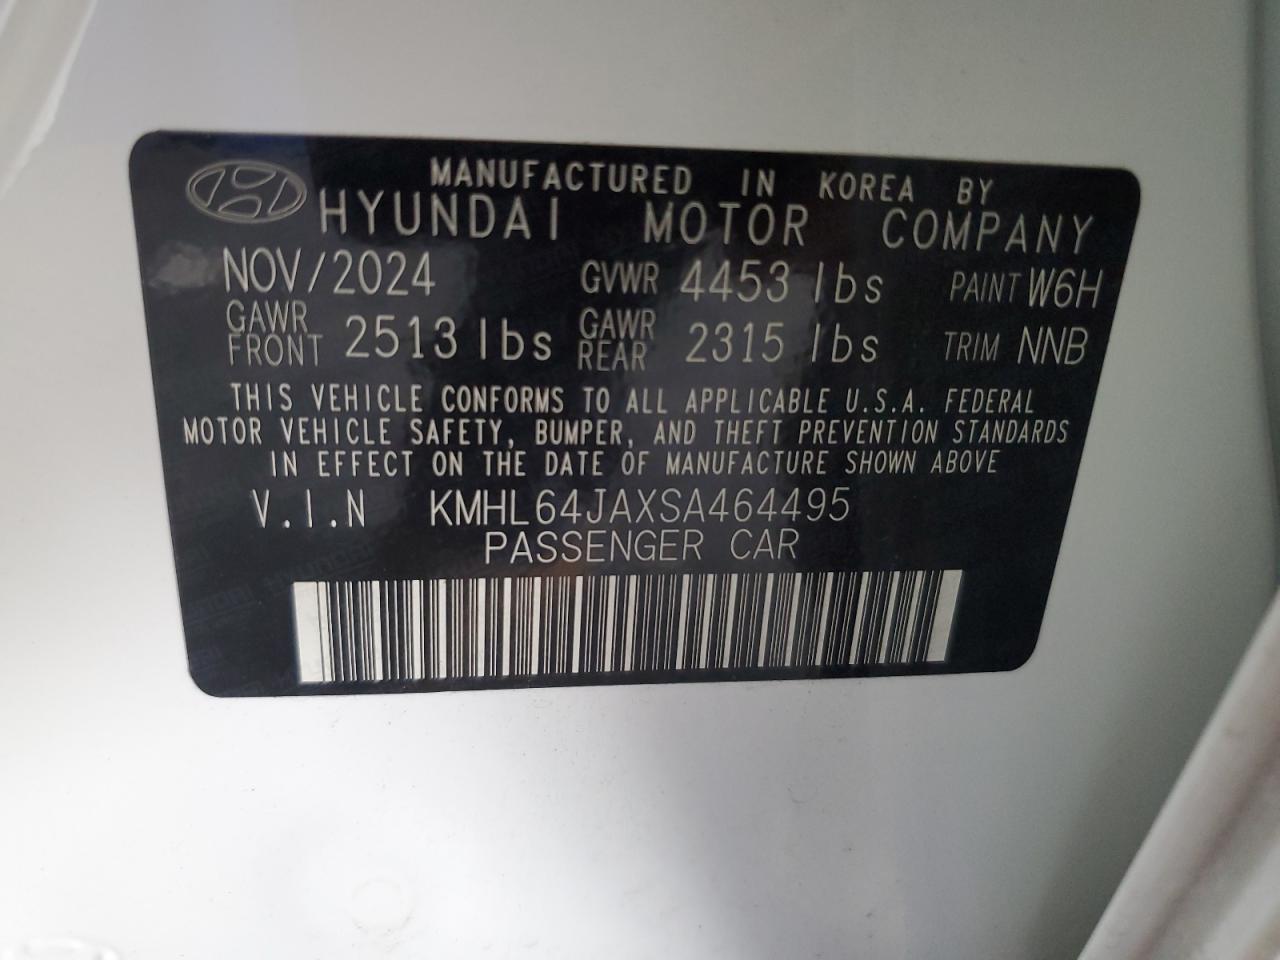 MANUFACTURED IN KOREA BY
HYUNDAI MOTOR COMPANY
NOV/2024 GVWR 4453 lbs PAINT W6H
GAWR FRONT 2513 lbs GAWR REAR 2315 lbs TRIM NNB
THIS VEHICLE CONFORMS TO ALL APPLICABLE U.S.A. FEDERAL
MOTOR VEHICLE SAFETY, BUMPER, AND THEFT PREVENTION STANDARDS
IN EFFECT ON THE DATE OF MANUFACTURE SHOWN ABOVE
V.I.N KMHL64JAXSA464495
PASSENGER CAR